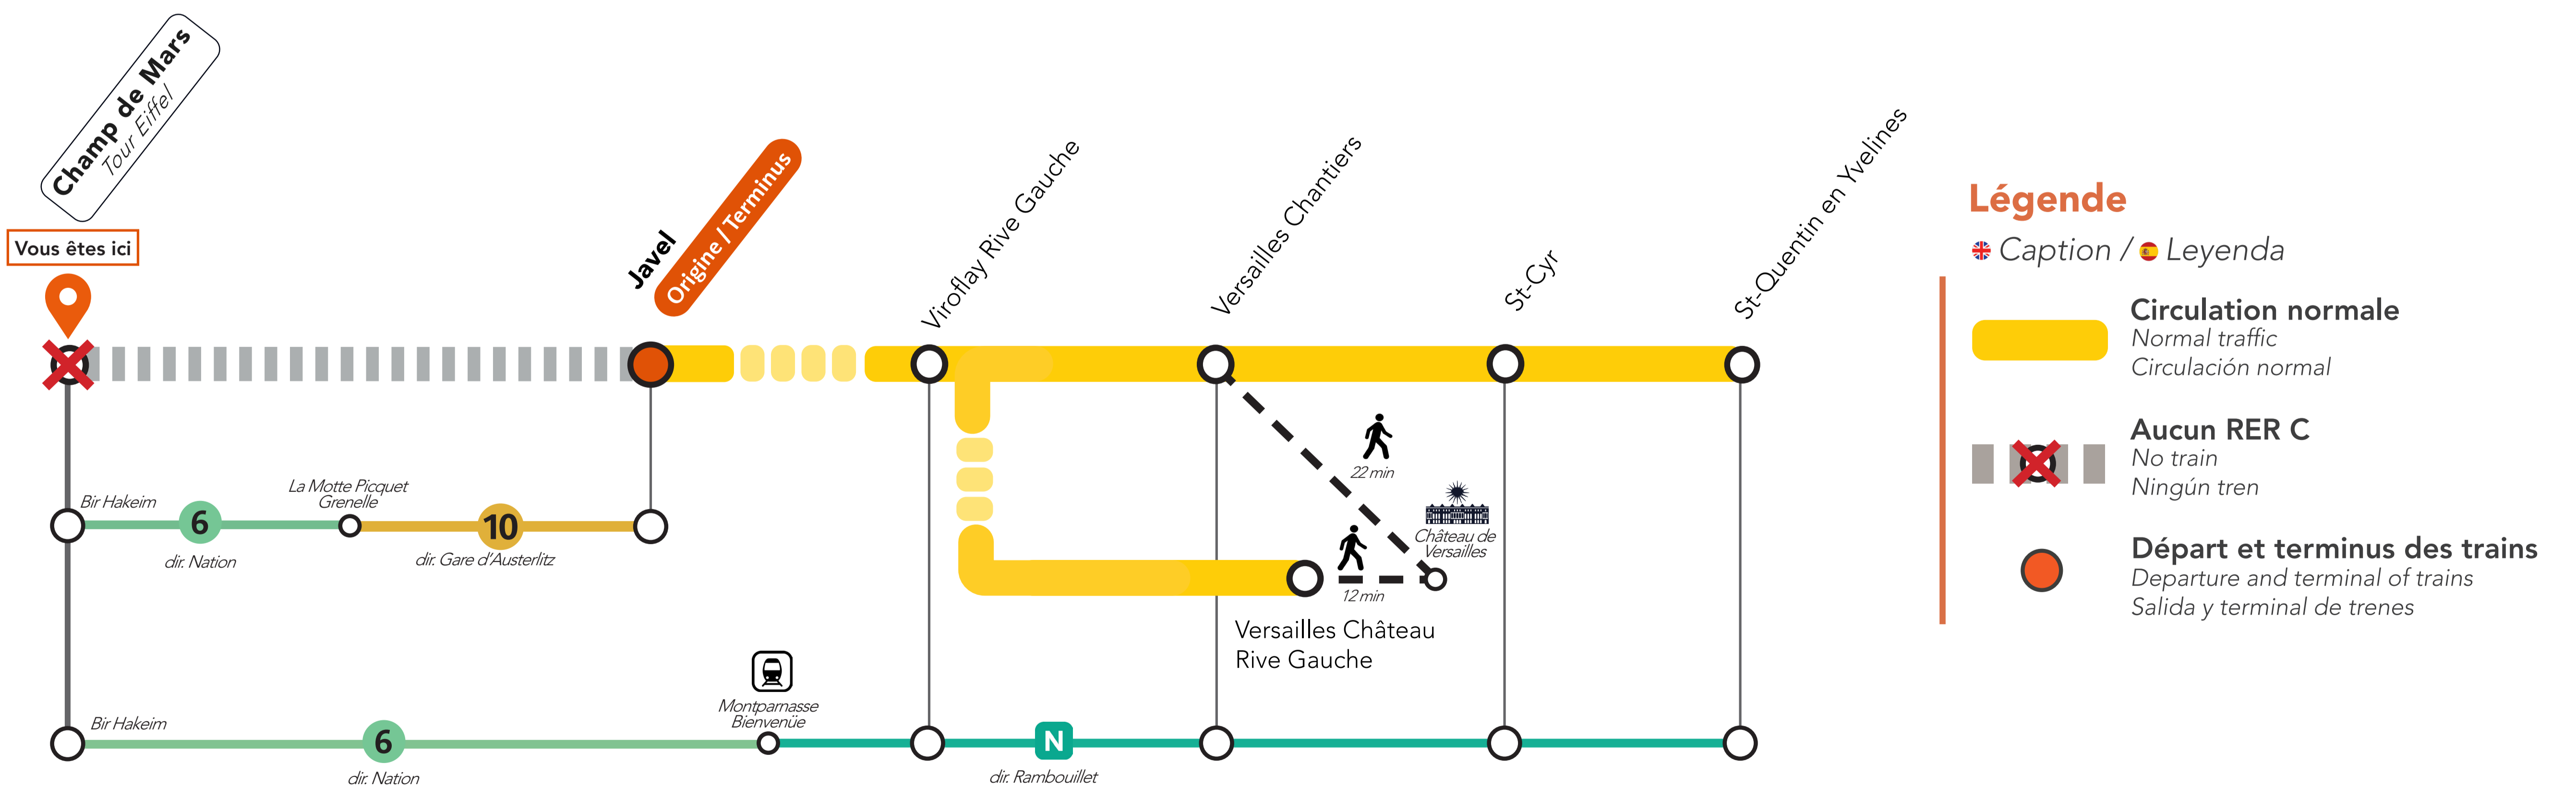 Champ de Mars
Tour Eiffel
Vous êtes ici
Javel
Origine / Terminus
Viroflay Rive Gauche
Versailles Chantiers
St-Cyr
St-Quentin en Yvelines
22 min
Château de
Versailles
12 min
Versailles Château
Rive Gauche
Bir Hakeim
6
dir. Nation
La Motte Picquet
Grenelle
10
dir. Gare d'Austerlitz
Bir Hakeim
6
dir. Nation
Montparnasse
Bienvenüe
N
dir. Rambouillet
Légende
Caption / Leyenda
Circulation normale
Normal traffic
Circulación normal
Aucun RER C
No train
Ningún tren
Départ et terminus des trains
Departure and terminal of trains
Salida y terminal de trenes